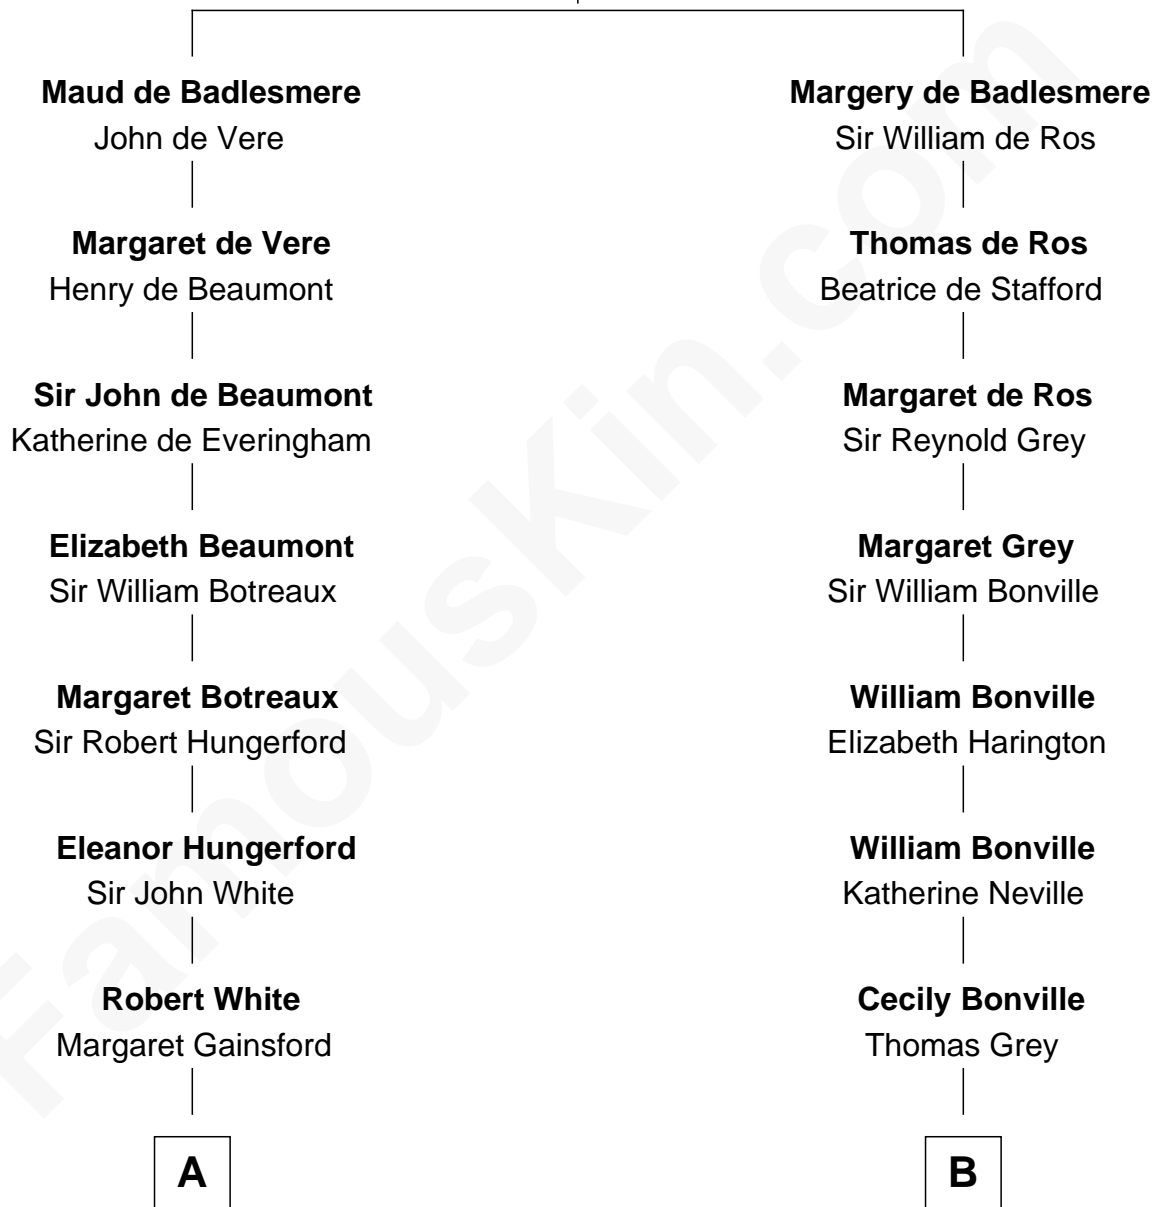 Maud de Badlesmere
John de Vere
Margaret de Vere
Henry de Beaumont
Sir John de Beaumont
Katherine de Everingham
Elizabeth Beaumont
Sir William Botreaux
Margaret Botreaux
Sir Robert Hungerford
Eleanor Hungerford
Sir John White
Robert White
Margaret Gainsford
A
Margery de Badlesmere
Sir William de Ros
Thomas de Ros
Beatrice de Stafford
Margaret de Ros
Sir Reynold Grey
Margaret Grey
Sir William Bonville
William Bonville
Elizabeth Harington
William Bonville
Katherine Neville
Cecily Bonville
Thomas Grey
B
FamousKin.com